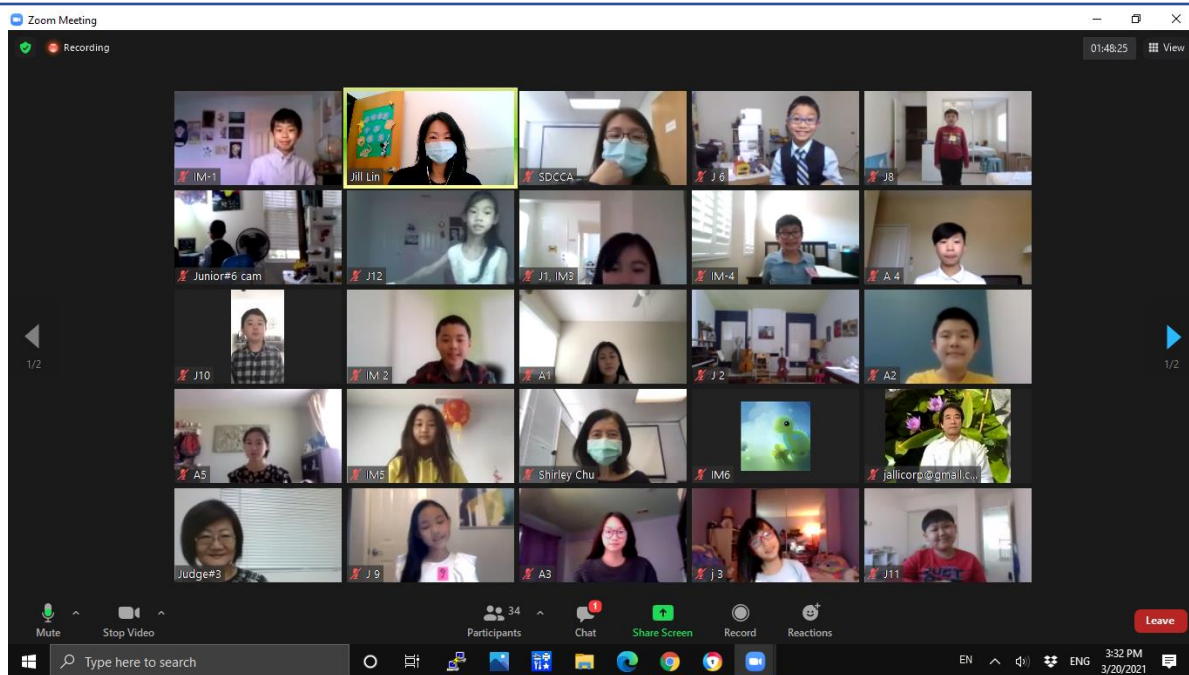 Zoom Meeting
Recording
01:48:25
View
IM-1
Jill Lin
SDCCA
J 6
J8
Junior#6 cam
J12
J1, IM3
IM-4
A 4
1/2
J10
IM 2
A1
J 2
A2
1/2
A5
IM5
Shirley Chu
IM6
jallicorp@gmail.c...
Judge#3
J 9
9
A3
j 3
J11
Mute
Stop Video
Participants
34
Chat
1
Share Screen
Record
Reactions
Leave
Type here to search
EN
ENG
3:32 PM
3/20/2021